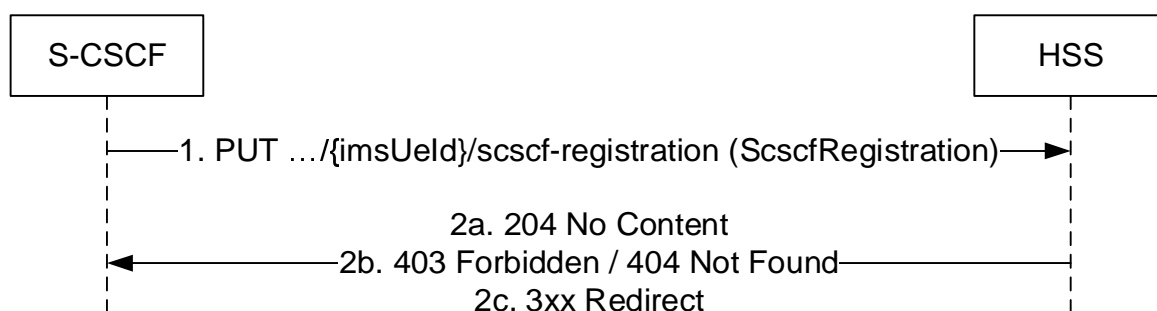 S-CSCF
HSS
1. PUT …/{imsUeId}/scscf-registration (ScscfRegistration)
2a. 204 No Content
2b. 403 Forbidden / 404 Not Found
2c. 3xx Redirect